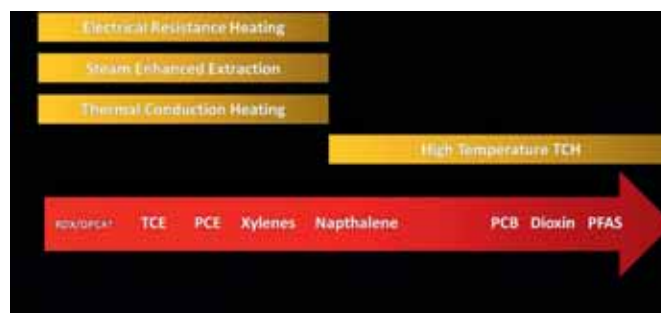 Electrical Resistance Heating
Steam Enhanced Extraction
Thermal Conduction Heating
High Temperature TCH
TCE PCE Xylenes Napthalene PCB Dioxin PFAS